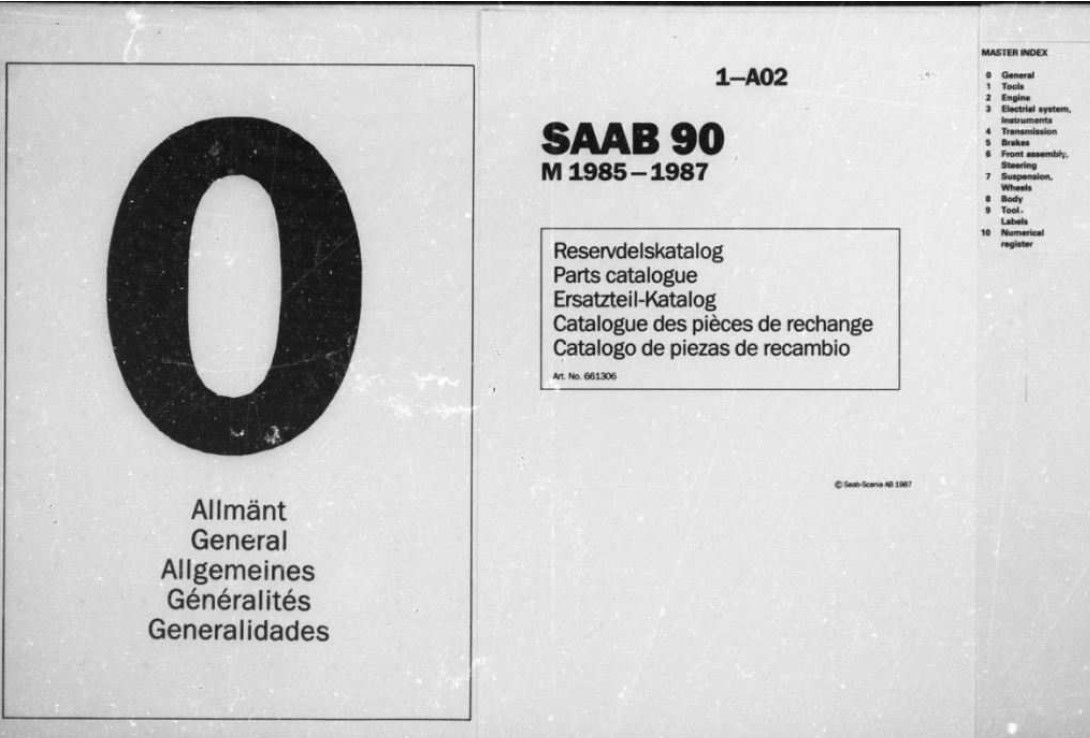 0
Allmänt
General
Allgemeines
Généralités
Generalidades
1–A02
SAAB 90
M 1985–1987
Reservdelskatalog
Parts catalogue
Ersatzteil-Katalog
Catalogue des pièces de rechange
Catalogo de piezas de recambio
Art. No. 661306
© Saab-Scania AB 1987
MASTER INDEX
0 General
1 Tools
2 Engine
3 Electrial system,
Instruments
4 Transmission
5 Brakes
6 Front assembly,
Steering
7 Suspension,
Wheels
8 Body
9 Tool.
Labels
10 Numerical
register